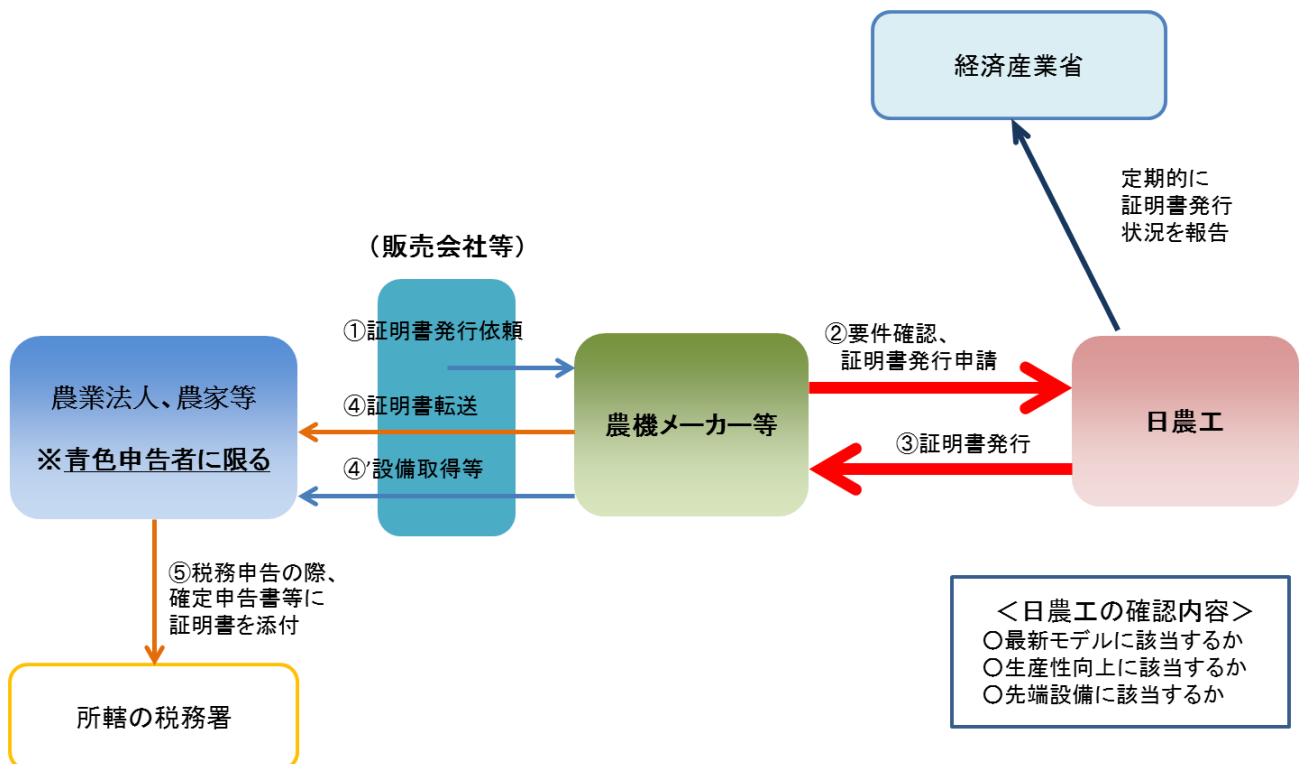 経済産業省
定期的に
証明書発行
状況を報告
（販売会社等）
①証明書発行依頼
②要件確認、
証明書発行申請
農業法人、農家等
※青色申告者に限る
④証明書転送
農機メーカー等
日農工
③証明書発行
④’設備取得等
⑤税務申告の際、
確定申告書等に
証明書を添付
＜日農工の確認内容＞
○最新モデルに該当するか
○生産性向上に該当するか
○先端設備に該当するか
所轄の税務署